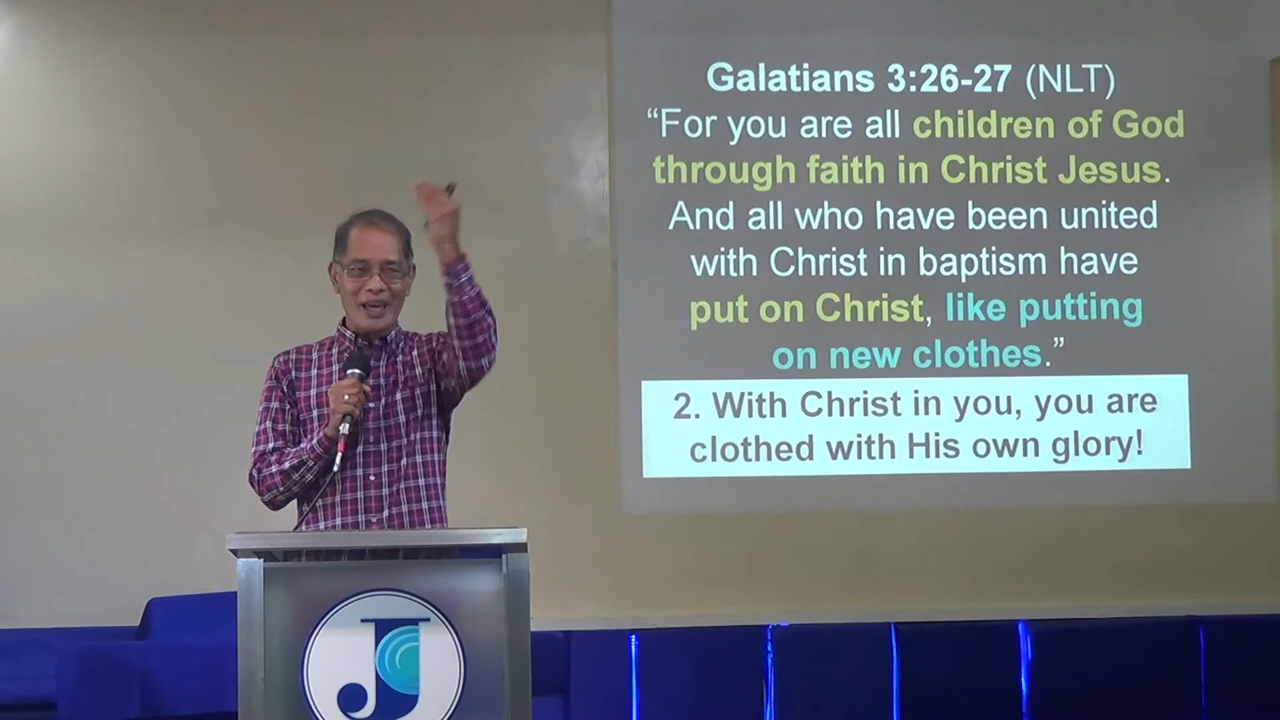 Galatians 3:26-27 (NLT)
“For you are all children of God
through faith in Christ Jesus.
And all who have been united
with Christ in baptism have
put on Christ, like putting
on new clothes.”
2. With Christ in you, you are
clothed with His own glory!